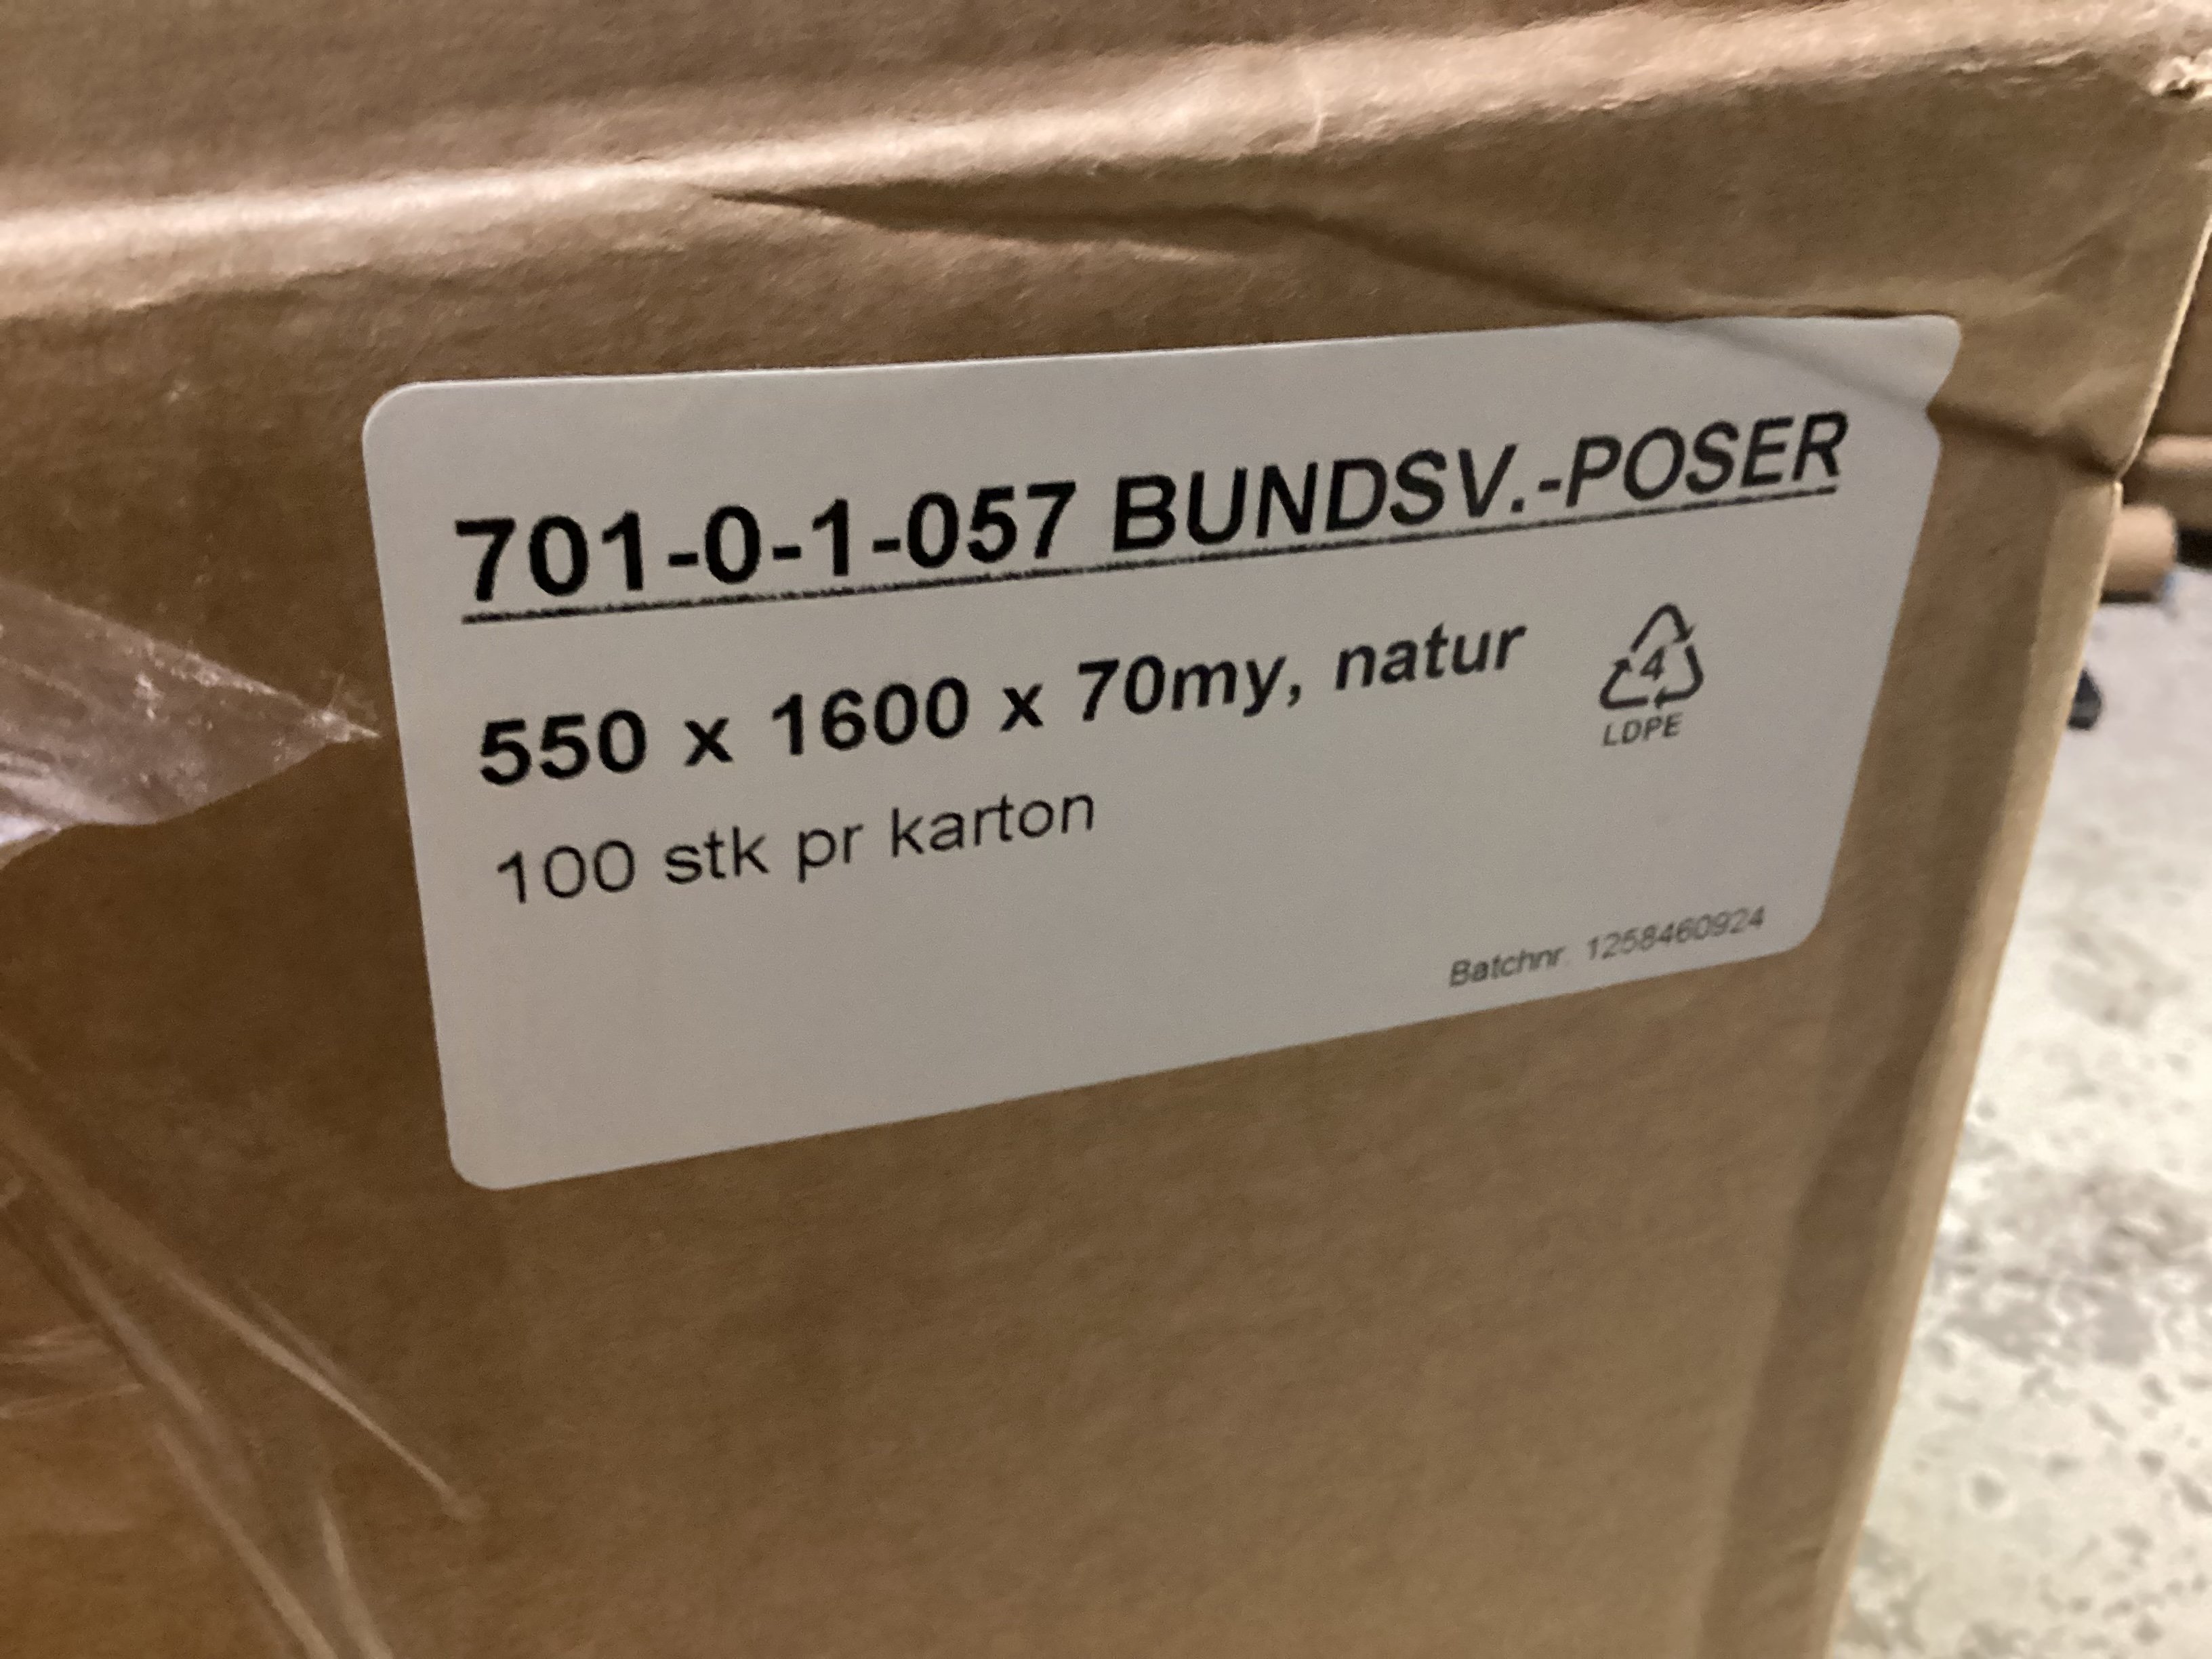 701-0-1-057 BUNDSV.-POSER
550 x 1600 x 70my, natur
4
LDPE
100 stk pr karton
Batchnr. 1258460924